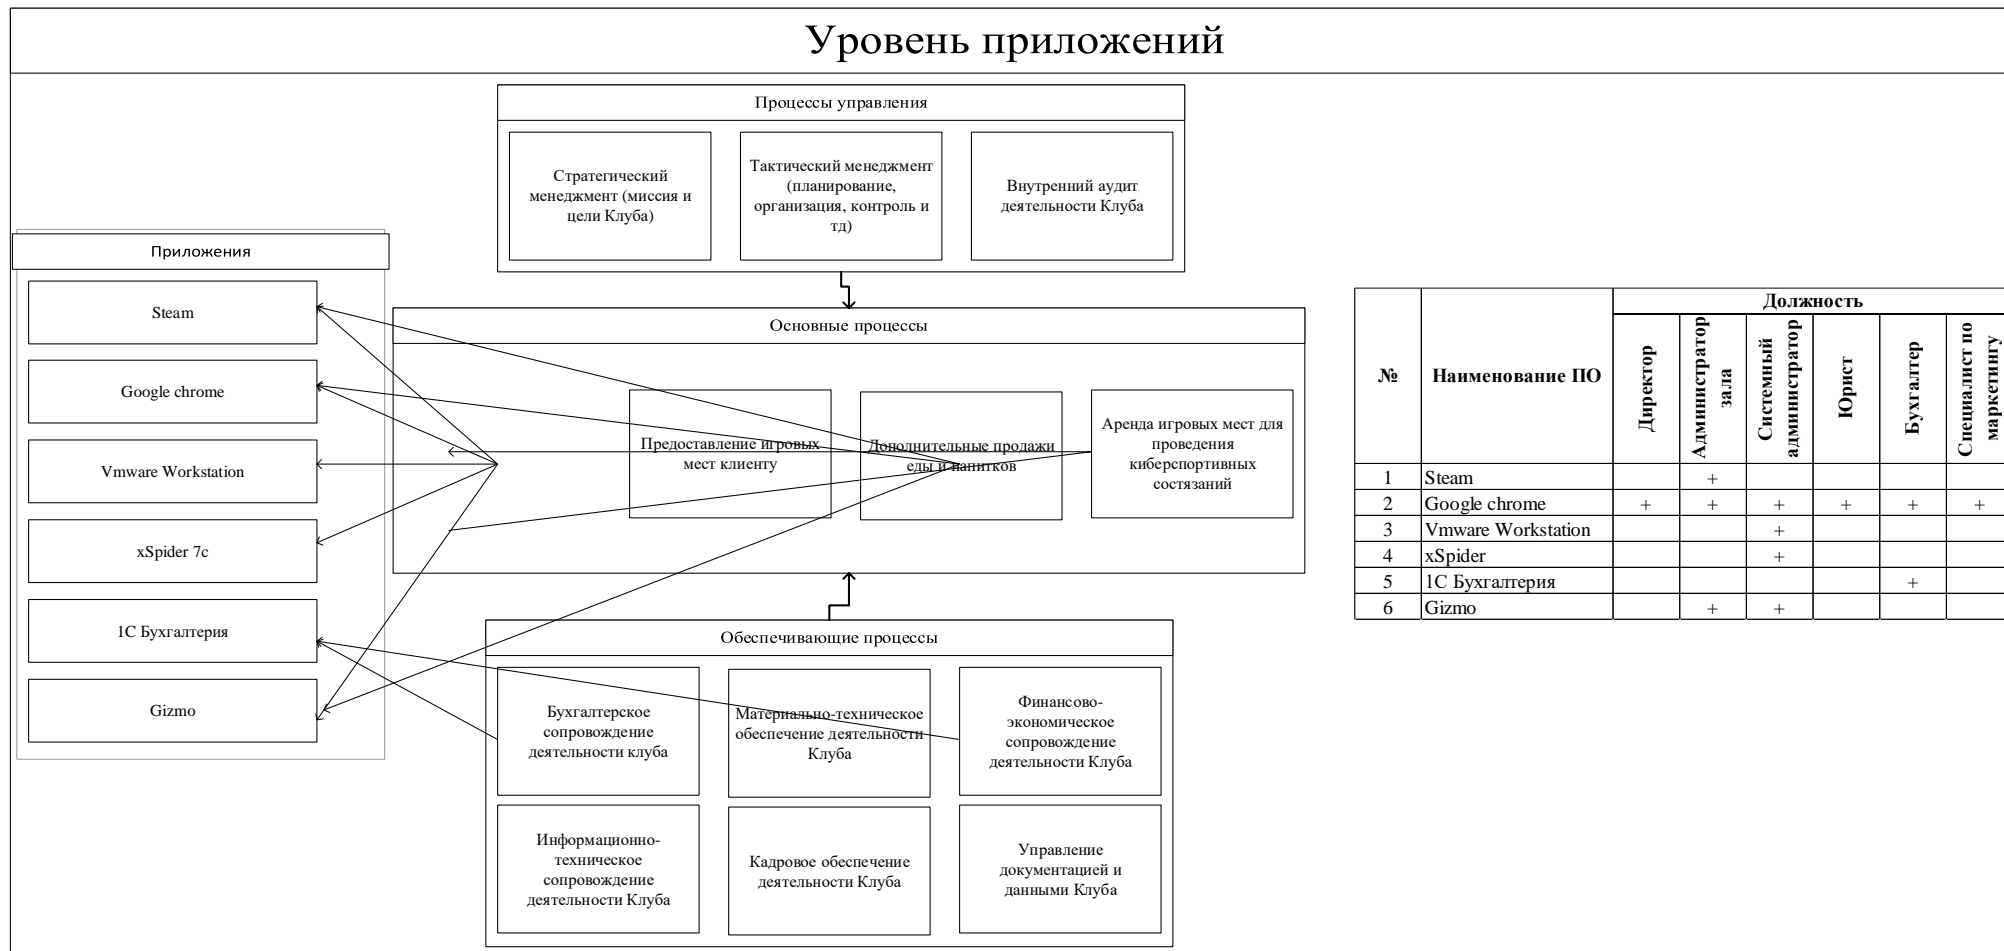 Уровень приложений
Процессы управления
Стратегический
менеджмент (миссия и
цели Клуба)
Тактический менеджмент
(планирование,
организация, контроль и
тд)
Внутренний аудит
деятельности Клуба
Приложения
Steam
Google chrome
Vmware Workstation
xSpider 7с
1С Бухгалтерия
Gizmo
Основные процессы
Предоставление игровых
мест клиенту
Дополнительные продажи
еды и напитков
Аренда игровых мест для
проведения
киберспортивных
состязаний
Обеспечивающие процессы
Бухгалтерское
сопровождение
деятельности клуба
Материально-техническое
обеспечение деятельности
Клуба
Финансово-
экономическое
сопровождение
деятельности Клуба
Информационно-
техническое
сопровождение
деятельности Клуба
Кадровое обеспечение
деятельности Клуба
Управление
документацией и
данными Клуба
Должность
№ Наименование ПО
Директор
Администратор
зала
Системный
администратор
Юрист
Бухгалтер
Специалист по
маркетингу
1 Steam +
2 Google chrome + + + + + +
3 Vmware Workstation +
4 xSpider +
5 1С Бухгалтерия +
6 Gizmo + +